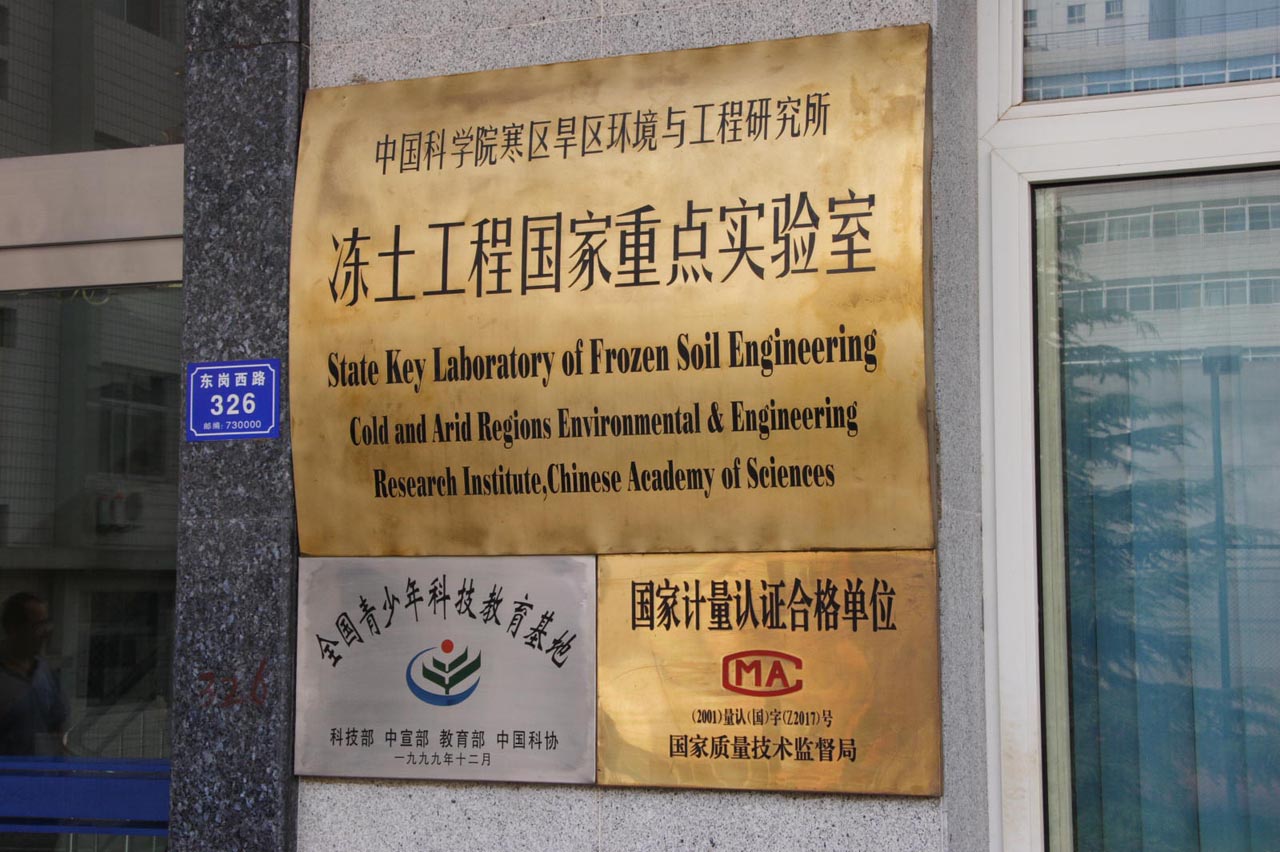 中国科学院寒区旱区环境与工程研究所
冻土工程国家重点实验室
State Key Laboratory of Frozen Soil Engineering
Cold and Arid Regions Environmental & Engineering
Research Institute,Chinese Academy of Sciences
东岗西路
326
邮编：730000
326
全国青少年科技教育基地
科技部 中宣部 教育部 中国科协
一九九九年十二月
国家计量认证合格单位
CMA
(2001)量认(国)字(Z2017)号
国家质量技术监督局